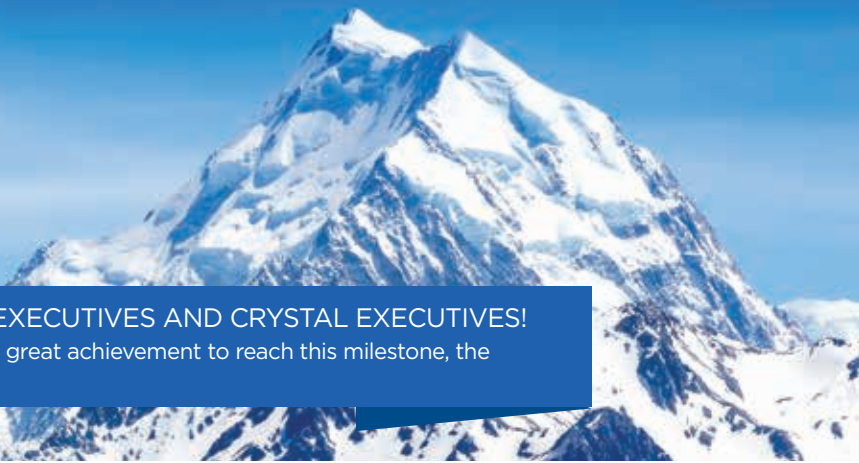 EXECUTIVES AND CRYSTAL EXECUTIVES!
great achievement to reach this milestone, the